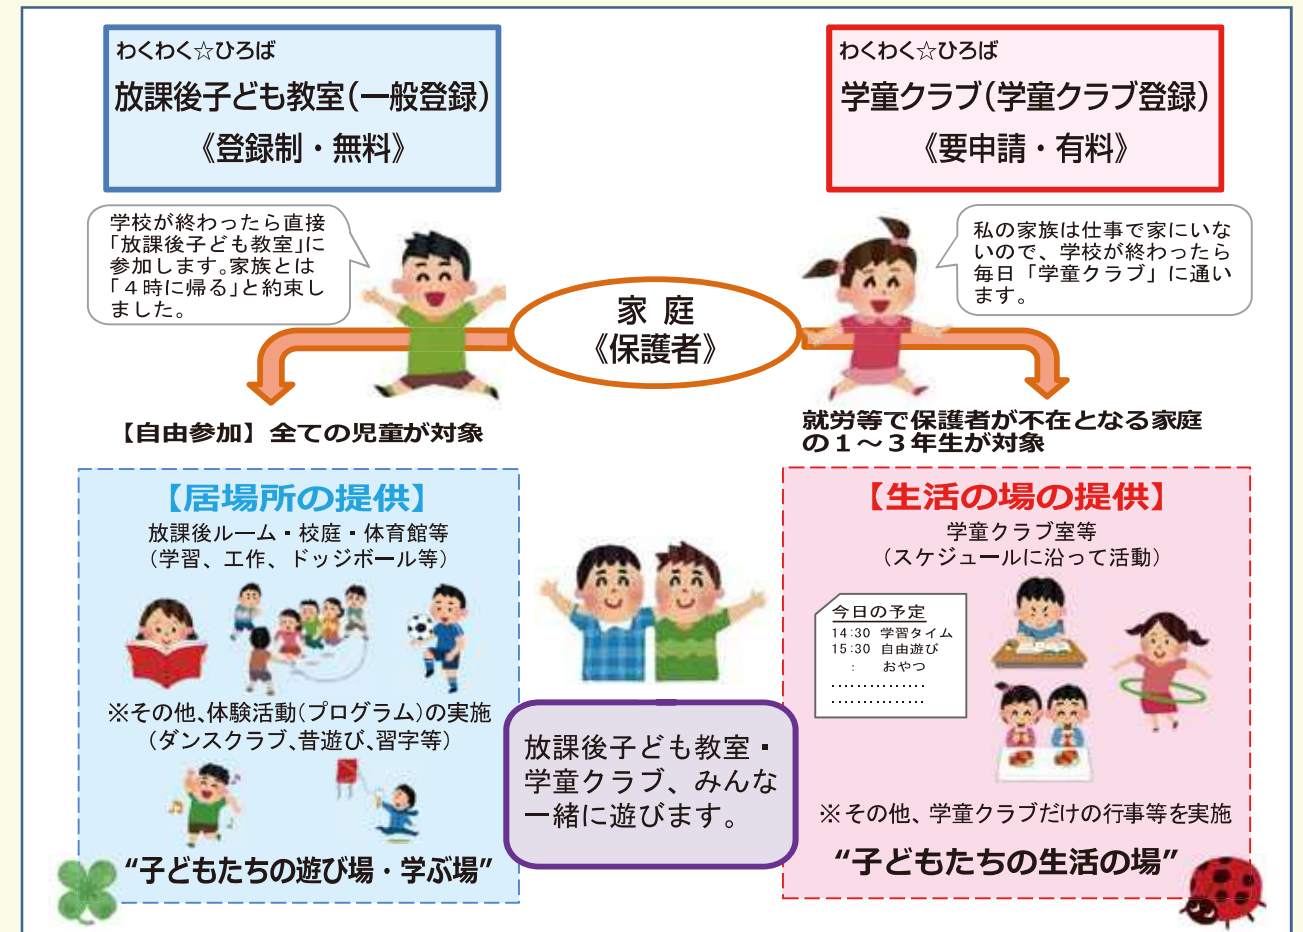 わくわく☆ひろば
放課後子ども教室(一般登録)
《登録制・無料》
わくわく☆ひろば
学童クラブ(学童クラブ登録)
《要申請・有料》
学校が終わったら直接
「放課後子ども教室」に
参加します。家族とは
「4時に帰る」と約束し
ました。
私の家族は仕事で家にいな
いので、学校が終わったら
毎日「学童クラブ」に通い
ます。
家 庭
《保護者》
【自由参加】全ての児童が対象
就労等で保護者が不在となる家庭
の1～3年生が対象
【居場所の提供】
放課後ルーム・校庭・体育館等
(学習、工作、ドッジボール等)
※その他、体験活動(プログラム)の実施
(ダンスクラブ、昔遊び、習字等)
“子どもたちの遊び場・学ぶ場”
放課後子ども教室・
学童クラブ、みんな
一緒に遊びます。
【生活の場の提供】
学童クラブ室等
(スケジュールに沿って活動)
今日の予定
14:30 学習タイム
15:30 自由遊び
: おやつ
..............
..............
※その他、学童クラブだけの行事等を実施
“子どもたちの生活の場”